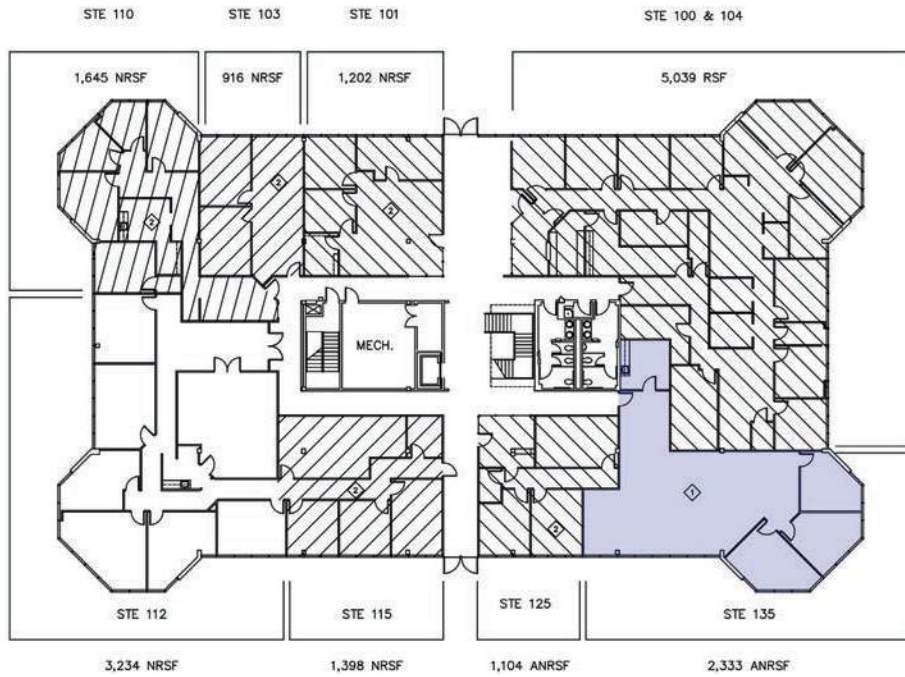 STE 110
STE 103
STE 101
STE 100 & 104
1,645 NRSF
916 NRSF
1,202 NRSF
5,039 RSF
2
2
2
MECH.
2
1
2
STE 112
STE 115
STE 125
STE 135
3,234 NRSF
1,398 NRSF
1,104 ANRSF
2,333 ANRSF